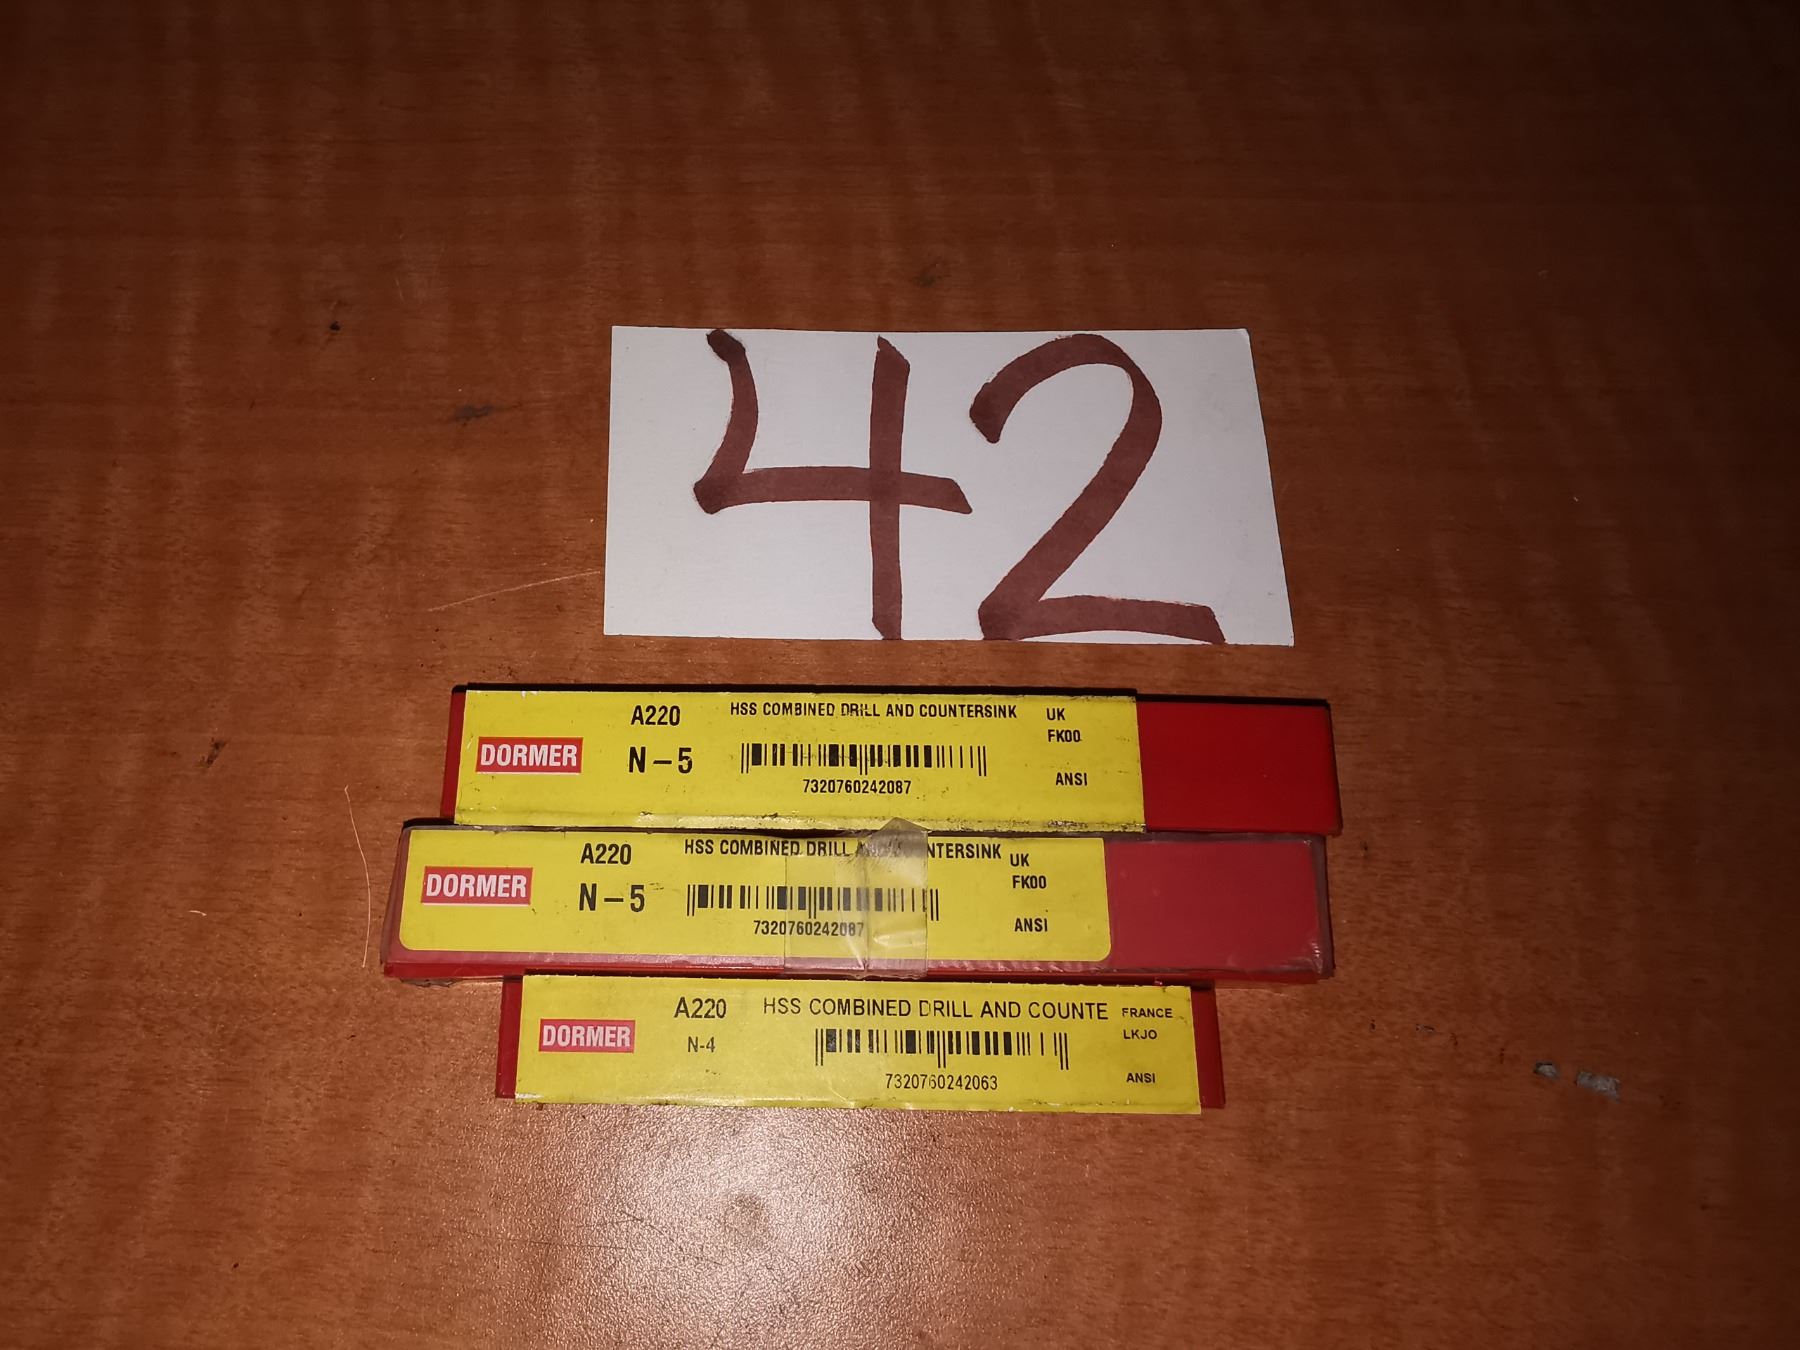 42
A220 HSS COMBINED DRILL AND COUNTERSINK UK
FK00
DORMER N-5
7320760242087 ANSI
A220 HSS COMBINED DRILL A NTERSINK UK
FK00
DORMER N-5
7320760242087 ANSI
A220 HSS COMBINED DRILL AND COUNTE FRANCE
DORMER N-4 LKJO
7320760242063 ANSI